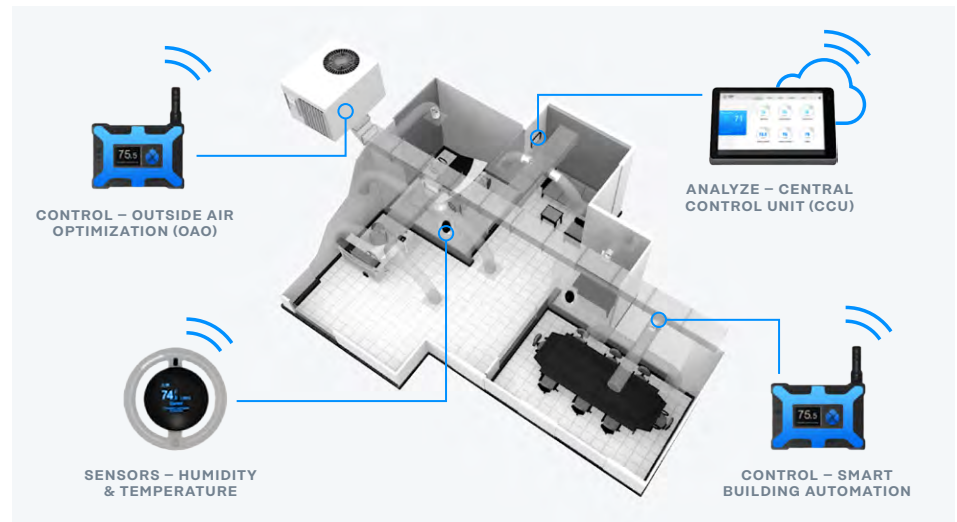 75.5
CONTROL – OUTSIDE AIR
OPTIMIZATION (OAO)
71
ANALYZE – CENTRAL
CONTROL UNIT (CCU)
74
SENSORS – HUMIDITY
& TEMPERATURE
75.5
CONTROL – SMART
BUILDING AUTOMATION